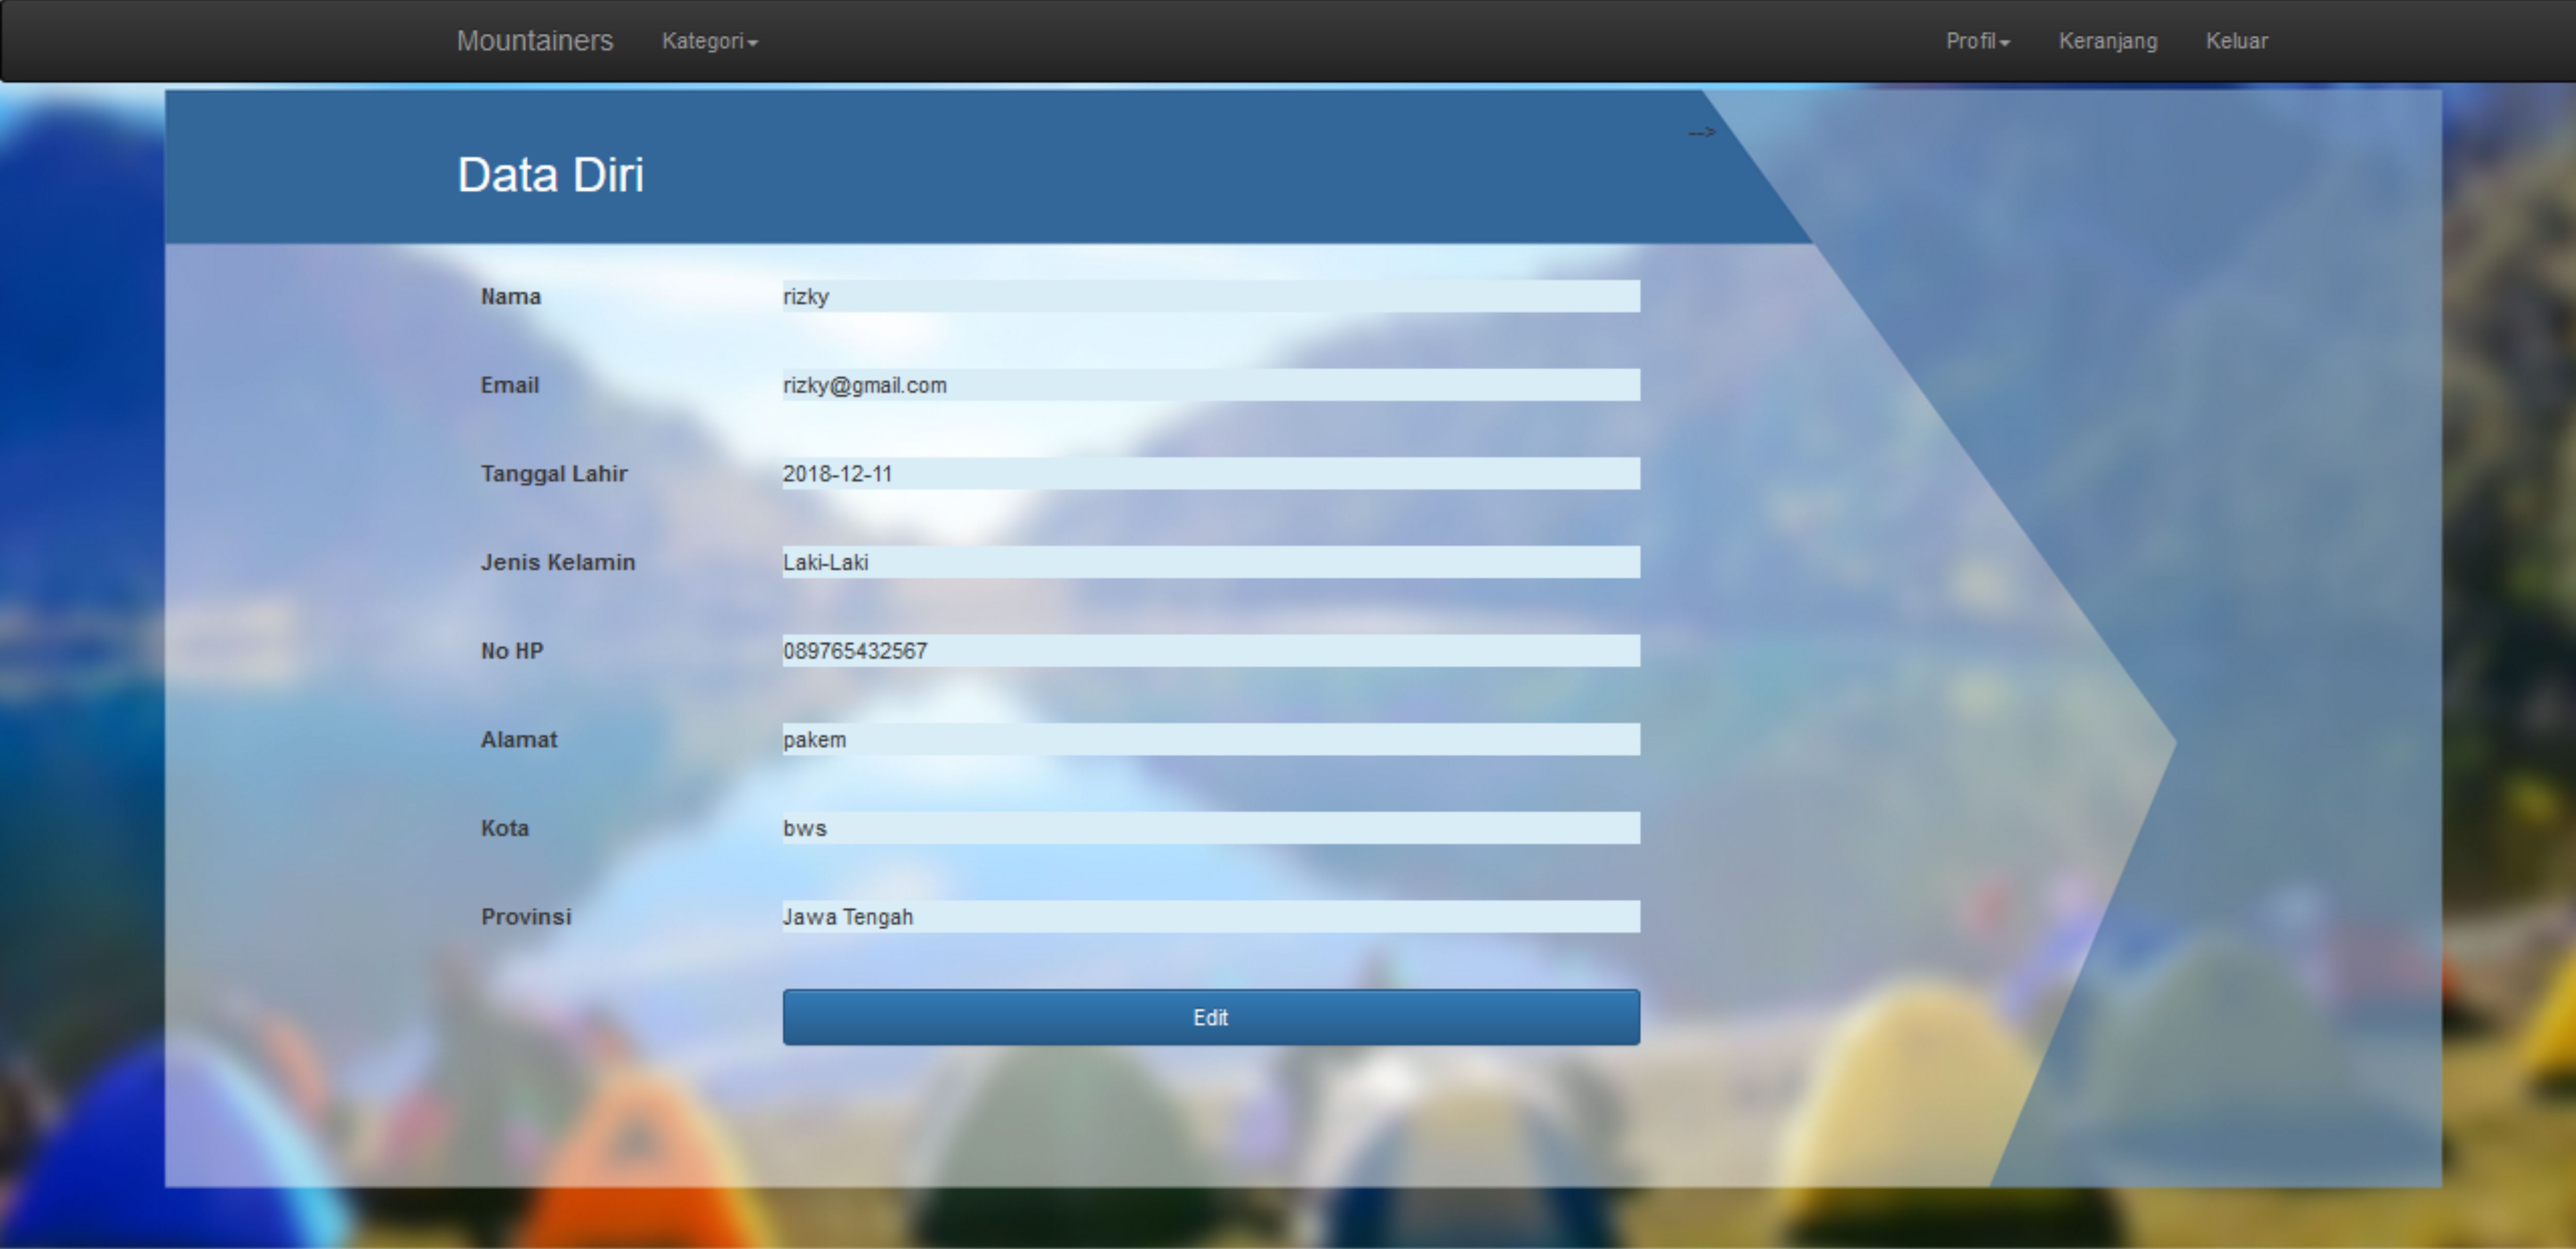 Mountainers Kategori Profil Keranjang Keluar
-->
Data Diri
Nama rizky
Email rizky@gmail.com
Tanggal Lahir 2018-12-11
Jenis Kelamin Laki-Laki
No HP 089765432567
Alamat pakem
Kota bws
Provinsi Jawa Tengah
Edit